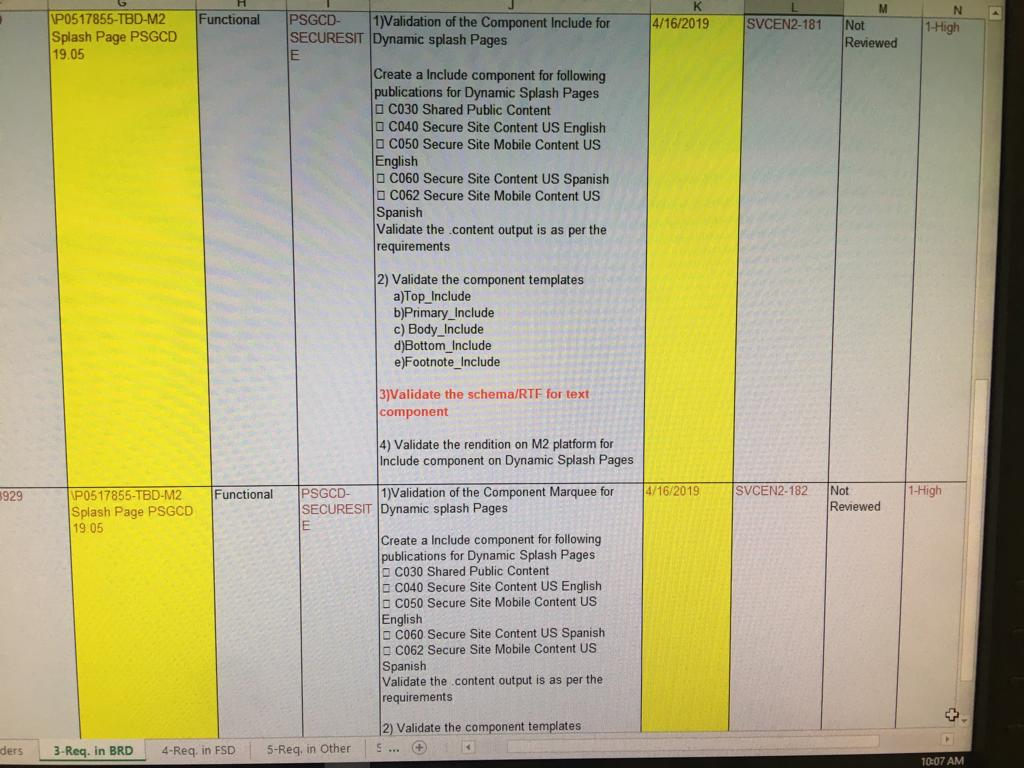 G H I J K L M N
\P0517855-TBD-M2
Splash Page PSGCD
19.05
Functional
PSGCD-
SECURESIT
E
1)Validation of the Component Include for
Dynamic splash Pages
Create a Include component for following
publications for Dynamic Splash Pages
☐ C030 Shared Public Content
☐ C040 Secure Site Content US English
☐ C050 Secure Site Mobile Content US
English
☐ C060 Secure Site Content US Spanish
☐ C062 Secure Site Mobile Content US
Spanish
Validate the .content output is as per the
requirements
2) Validate the component templates
a)Top_Include
b)Primary_Include
c) Body_Include
d)Bottom_Include
e)Footnote_Include
3)Validate the schema/RTF for text
component
4) Validate the rendition on M2 platform for
Include component on Dynamic Splash Pages
4/16/2019
SVCEN2-181
Not
Reviewed
1-High
3929
\P0517855-TBD-M2
Splash Page PSGCD
19.05
Functional
PSGCD-
SECURESIT
E
1)Validation of the Component Marquee for
Dynamic splash Pages
Create a Include component for following
publications for Dynamic Splash Pages
☐ C030 Shared Public Content
☐ C040 Secure Site Content US English
☐ C050 Secure Site Mobile Content US
English
☐ C060 Secure Site Content US Spanish
☐ C062 Secure Site Mobile Content US
Spanish
Validate the .content output is as per the
requirements
2) Validate the component templates
4/16/2019
SVCEN2-182
Not
Reviewed
1-High
ders 3-Req. in BRD 4-Req. in FSD 5-Req. in Other ...
10:07 AM